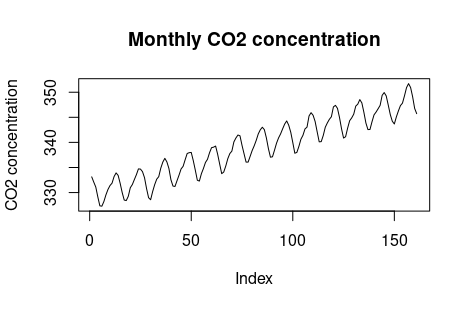 Monthly CO2 concentration
CO2 concentration
350
340
330
0 50 100 150
Index